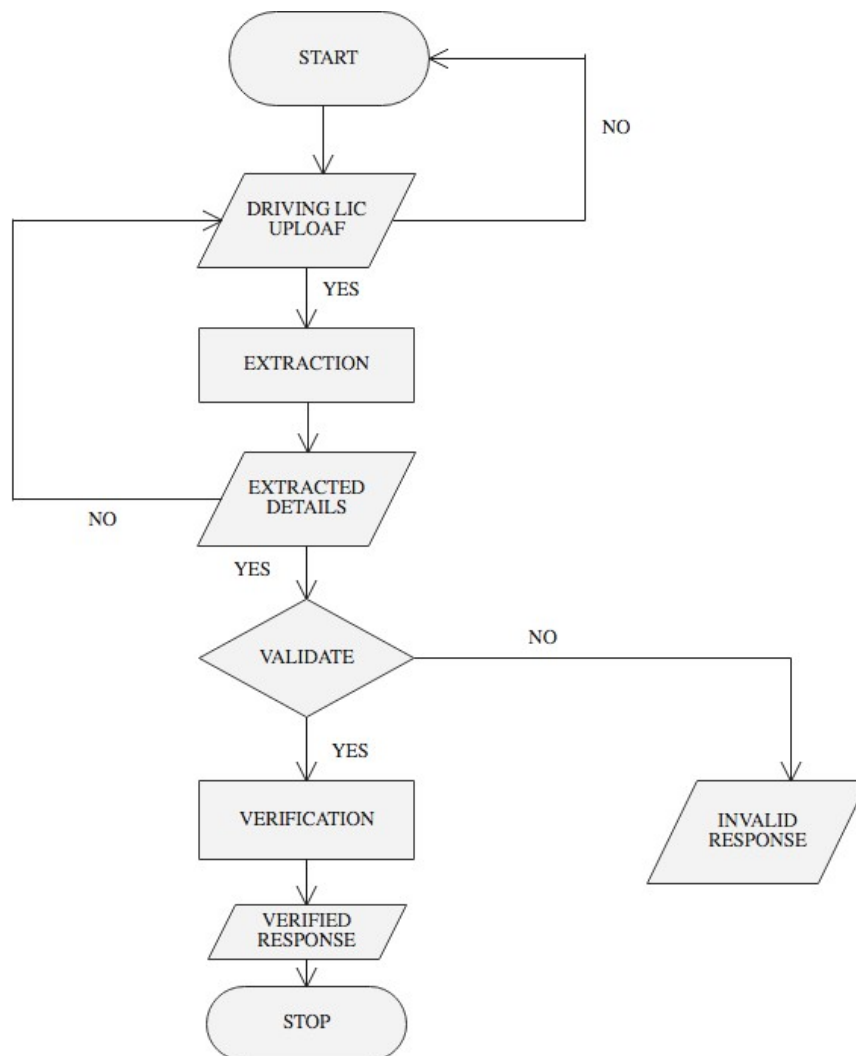 START
NO
DRIVING LIC
UPLOAF
YES
EXTRACTION
EXTRACTED
DETAILS
NO
YES
VALIDATE
NO
YES
VERIFICATION
INVALID
RESPONSE
VERIFIED
RESPONSE
STOP